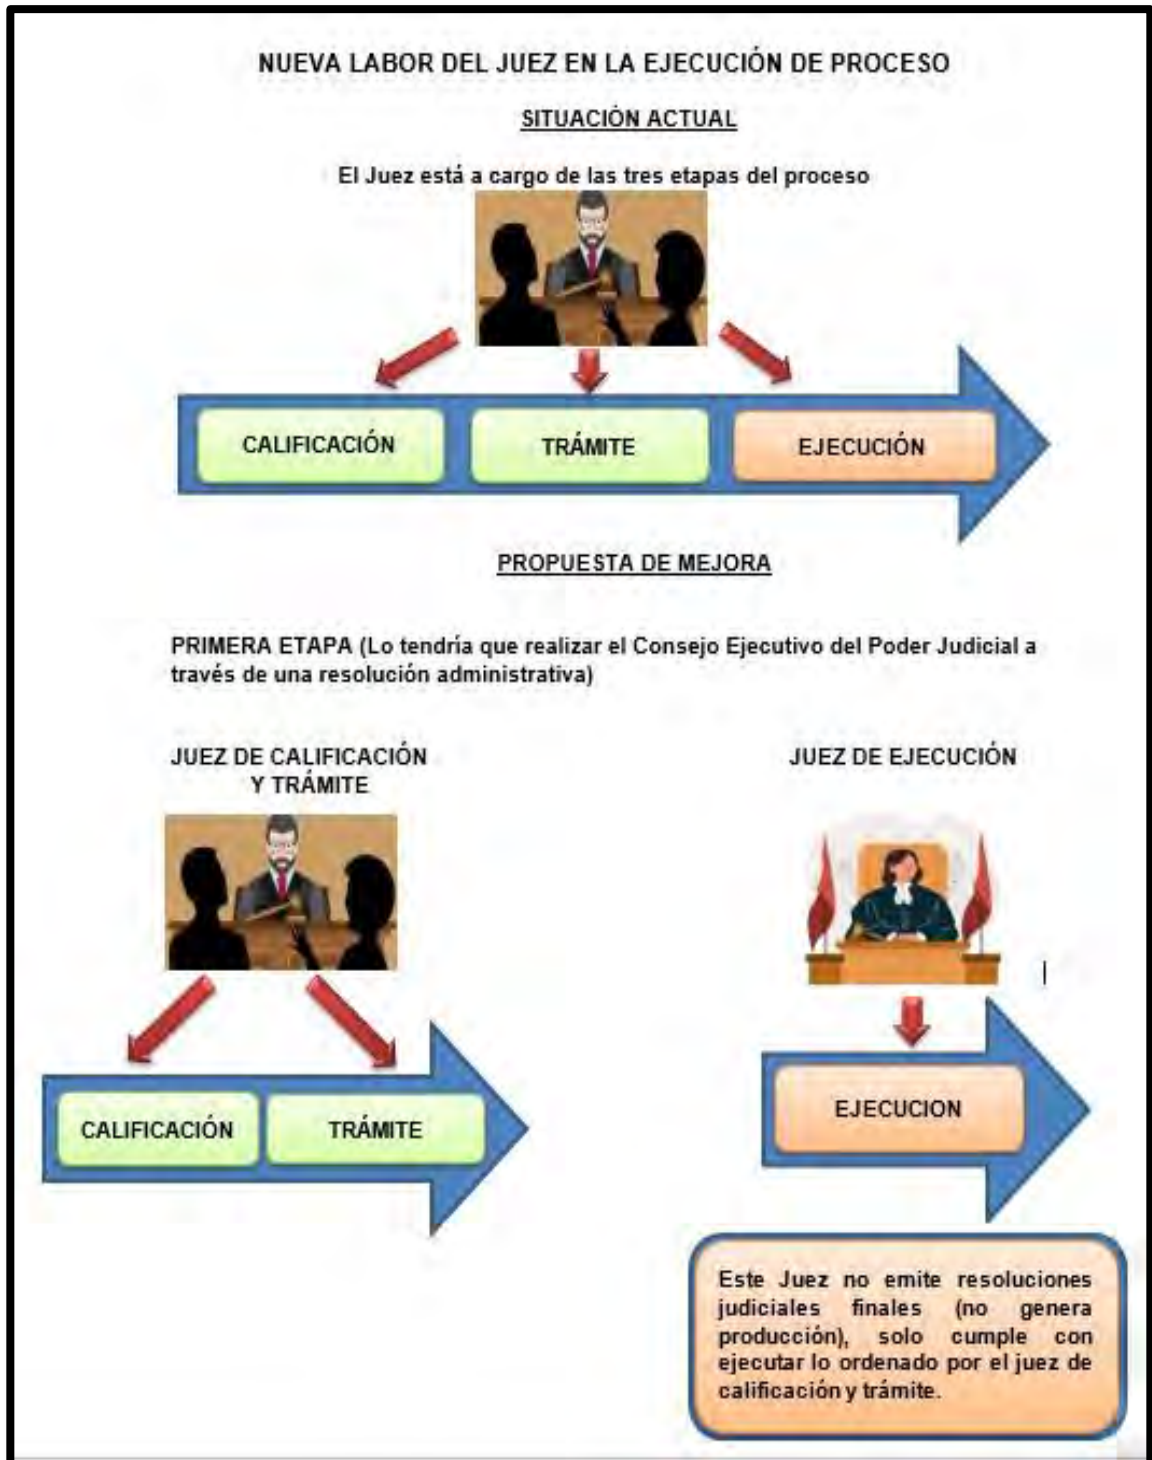 NUEVA LABOR DEL JUEZ EN LA EJECUCIÓN DE PROCESO
SITUACIÓN ACTUAL
El Juez está a cargo de las tres etapas del proceso
CALIFICACIÓN
TRÁMITE
EJECUCIÓN
PROPUESTA DE MEJORA
PRIMERA ETAPA (Lo tendría que realizar el Consejo Ejecutivo del Poder Judicial a
través de una resolución administrativa)
JUEZ DE CALIFICACIÓN
Y TRÁMITE
JUEZ DE EJECUCIÓN
CALIFICACIÓN
TRÁMITE
EJECUCION
Este Juez no emite resoluciones
judiciales finales (no genera
producción), solo cumple con
ejecutar lo ordenado por el juez de
calificación y trámite.